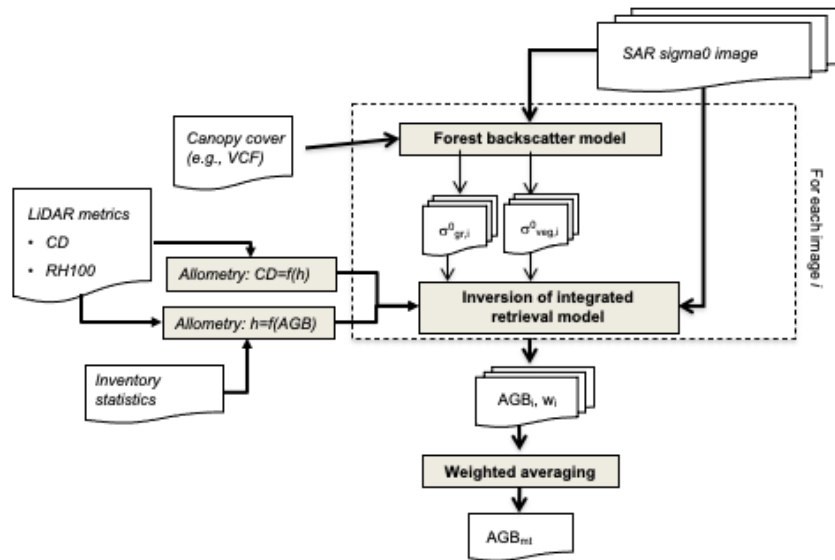 SAR sigma0 image
Canopy cover
(e.g., VCF)
Forest backscatter model
For each image i
LiDAR metrics
• CD
• RH100
σ⁰gr,i
σ⁰veg,i
Allometry: CD=f(h)
Allometry: h=f(AGB)
Inversion of integrated
retrieval model
Inventory
statistics
AGBi, wi
Weighted averaging
AGBmt